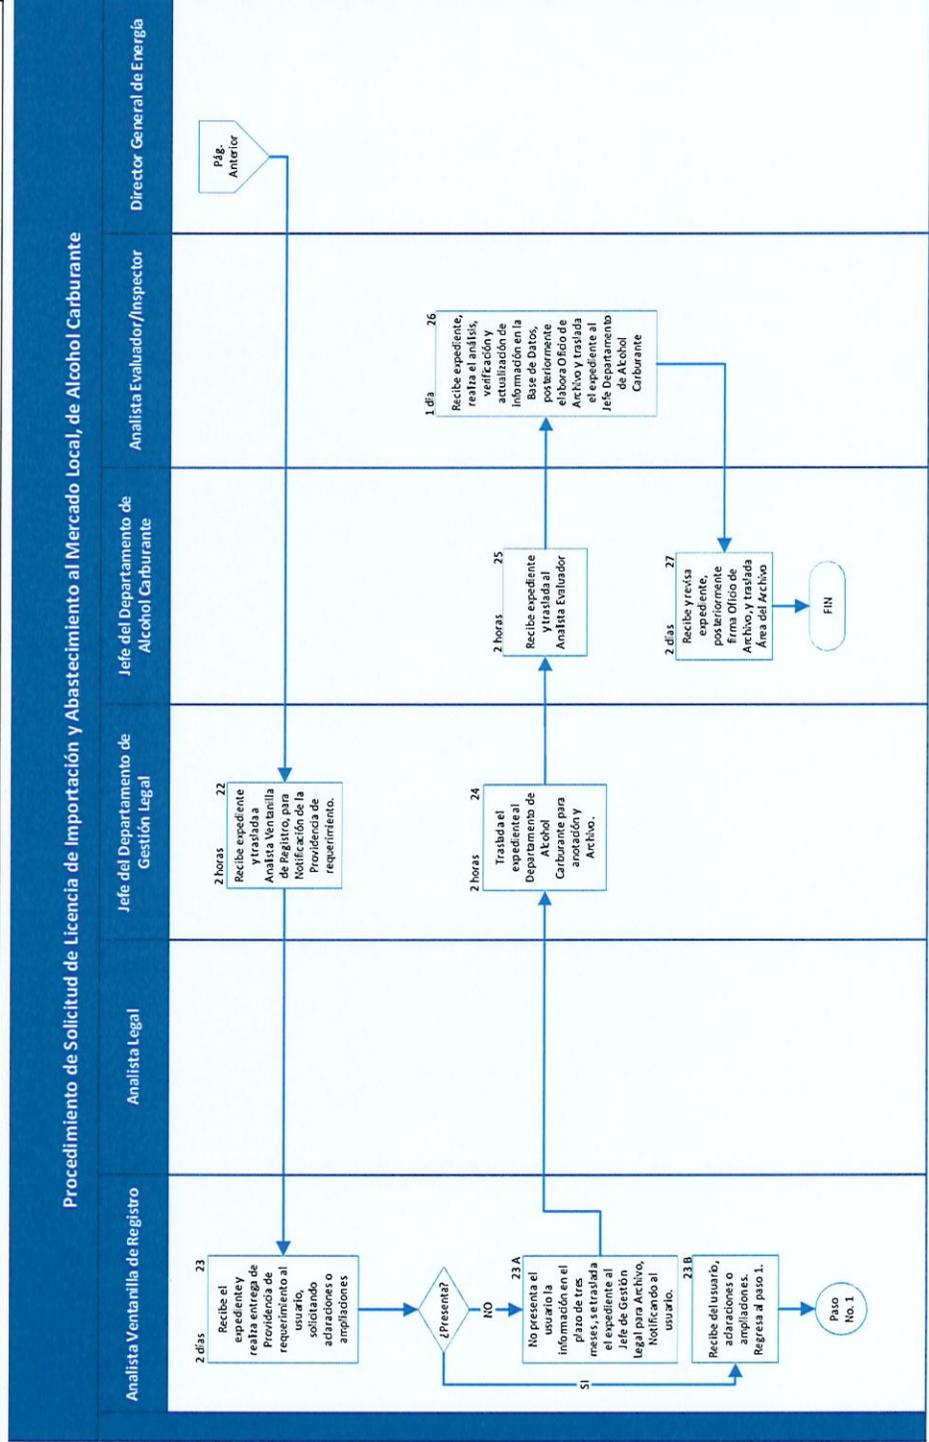 Procedimiento de Solicitud de Licencia de Importación y Abastecimiento al Mercado Local, de Alcohol Carburante
Analista Ventanilla de Registro
Analista Legal
Jefe del Departamento de
Gestión Legal
Jefe del Departamento de
Alcohol Carburante
Analista Evaluador/Inspector
Director General de Energía
Pág.
Anterior
2 horas
22
Recibe expediente
y traslada a
Analista Ventanilla
de Registro, para
Notificación de la
Providencia de
requerimiento.
2 días
23
Recibe el
expediente y
realiza entrega de
Providencia de
requerimiento al
usuario,
solicitando
aclaraciones o
ampliaciones
¿Presenta?
NO
SI
23 A
No presenta el
usuario la
información en el
plazo de tres
meses, se traslada
el expediente al
Jefe de Gestión
Legal para Archivo,
Notificando al
usuario.
23 B
Recibe del usuario,
aclaraciones o
ampliaciones.
Regresa al paso 1.
Paso
No. 1
2 horas
24
Traslada el
expediente al
Departamento de
Alcohol
Carburante para
anotación y
Archivo.
2 horas
25
Recibe expediente
y traslada al
Analista Evaluador
1 día
26
Recibe expediente,
realza el análsis,
verificación y
actualización de
información en la
Base de Datos,
posteriormente
elabora Oficio de
Archivo y traslada
el expediente al
Jefe Departamento
de Alcohol
Carburante
2 días
27
Recibe y revisa
expediente,
posteriormente
firma Oficio de
Archivo, y traslada
Área del Archivo
FIN